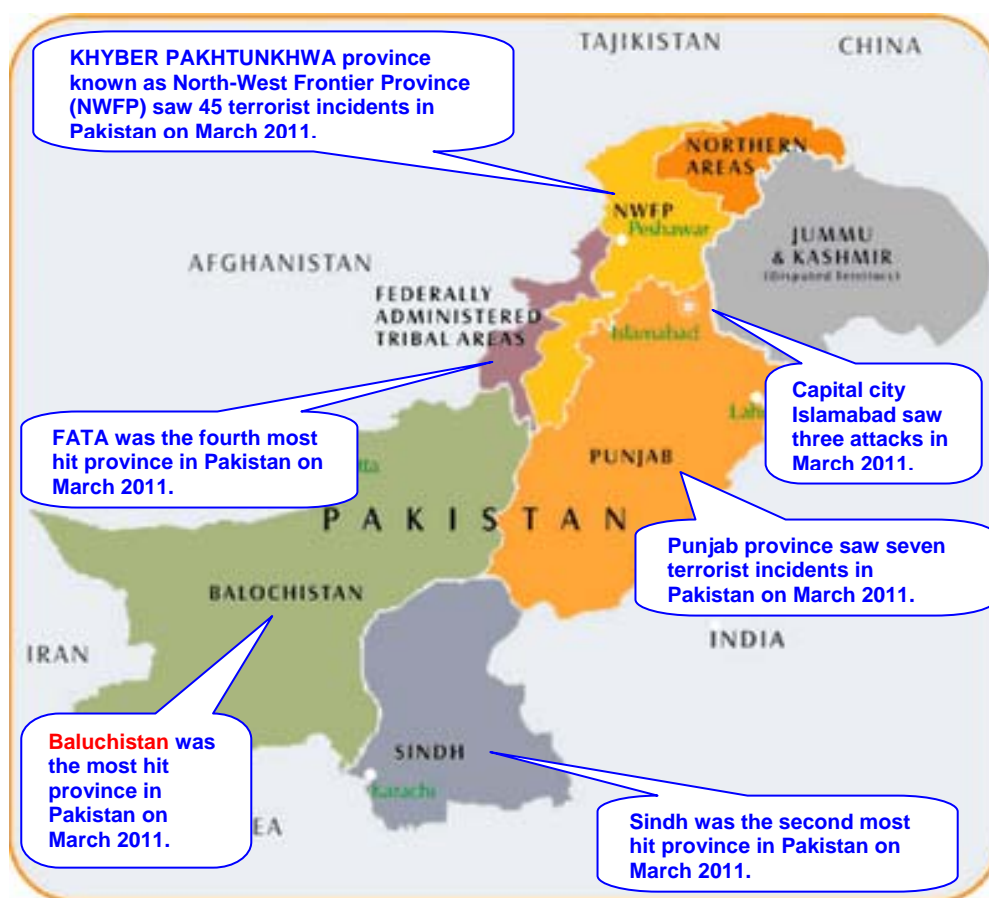 KHYBER PAKHTUNKHWA province
known as North-West Frontier Province
(NWFP) saw 45 terrorist incidents in
Pakistan on March 2011.
TAJIKISTAN
CHINA
NORTHERN
AREAS
NWFP
Peshawar
JUMMU
& KASHMIR
(Disputed Territory)
AFGHANISTAN
FEDERALLY
ADMINISTERED
TRIBAL AREAS
Islamabad
Capital city
Islamabad saw
three attacks in
March 2011.
Lah
FATA was the fourth most
hit province in Pakistan on
March 2011.
tta
PUNJAB
PAKISTAN
Punjab province saw seven
terrorist incidents in
Pakistan on March 2011.
BALOCHISTAN
INDIA
IRAN
Baluchistan was
the most hit
province in
Pakistan on
March 2011.
SINDH
Karachi
EA
Sindh was the second most
hit province in Pakistan on
March 2011.